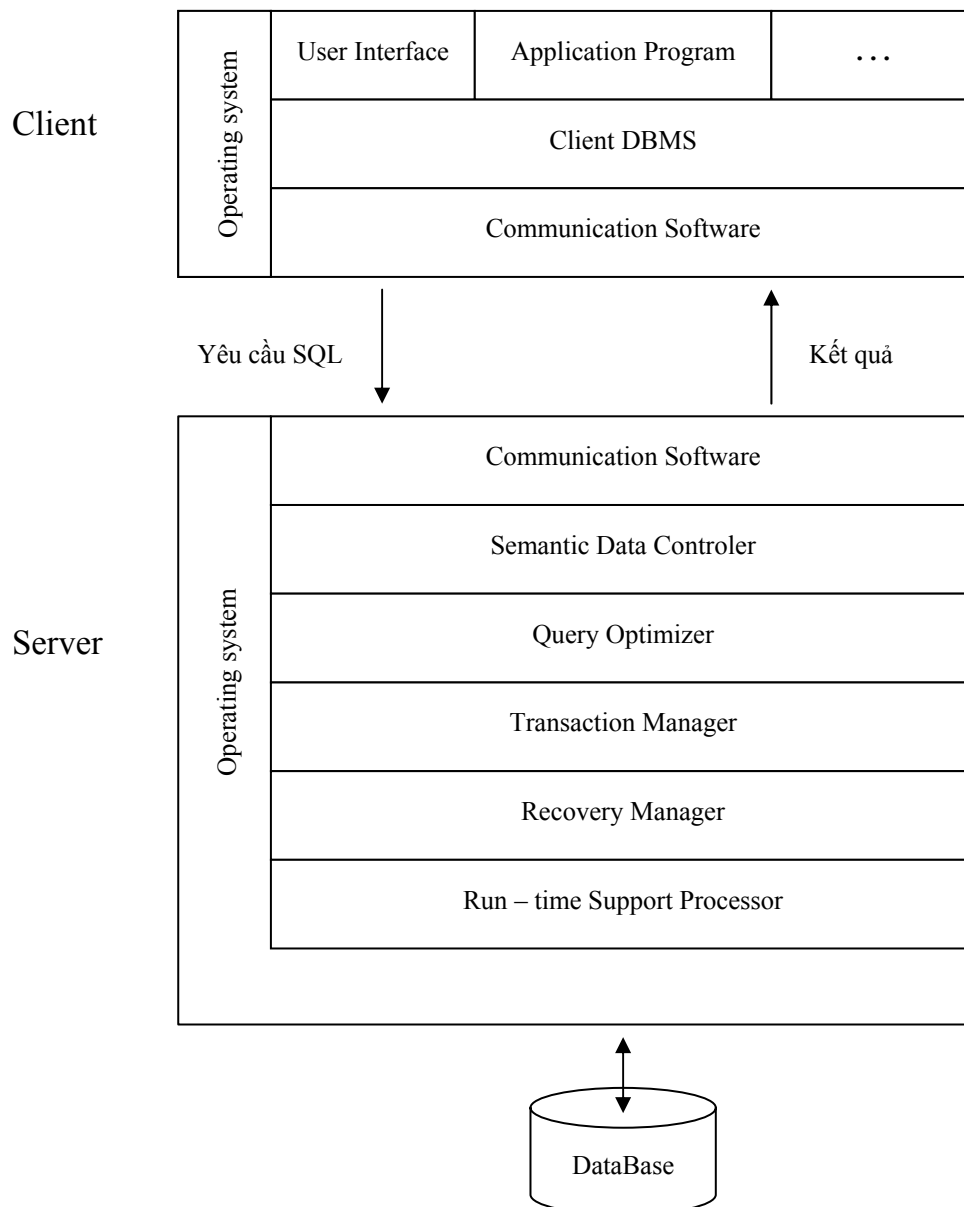 User Interface
Application Program
...
Client
Operating system
Client DBMS
Communication Software
Yêu cầu SQL
Kết quả
Communication Software
Semantic Data Controler
Query Optimizer
Server
Operating system
Transaction Manager
Recovery Manager
Run – time Support Processor
DataBase